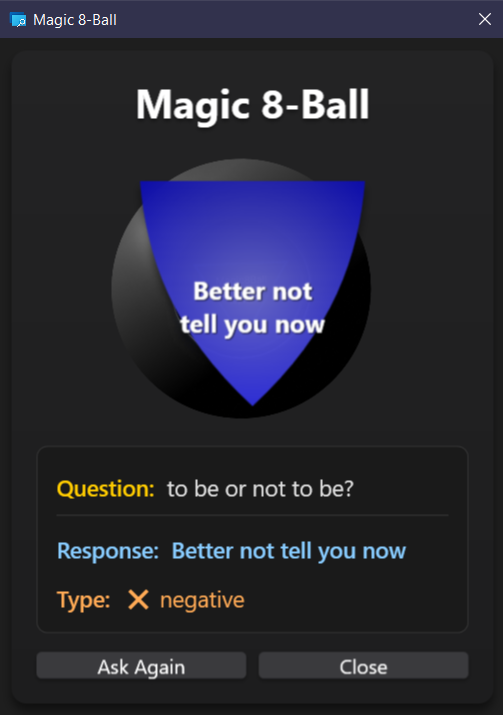 Magic 8-Ball
Magic 8-Ball
Better not
tell you now
Question: to be or not to be?
Response: Better not tell you now
Type: ❌ negative
Ask Again
Close